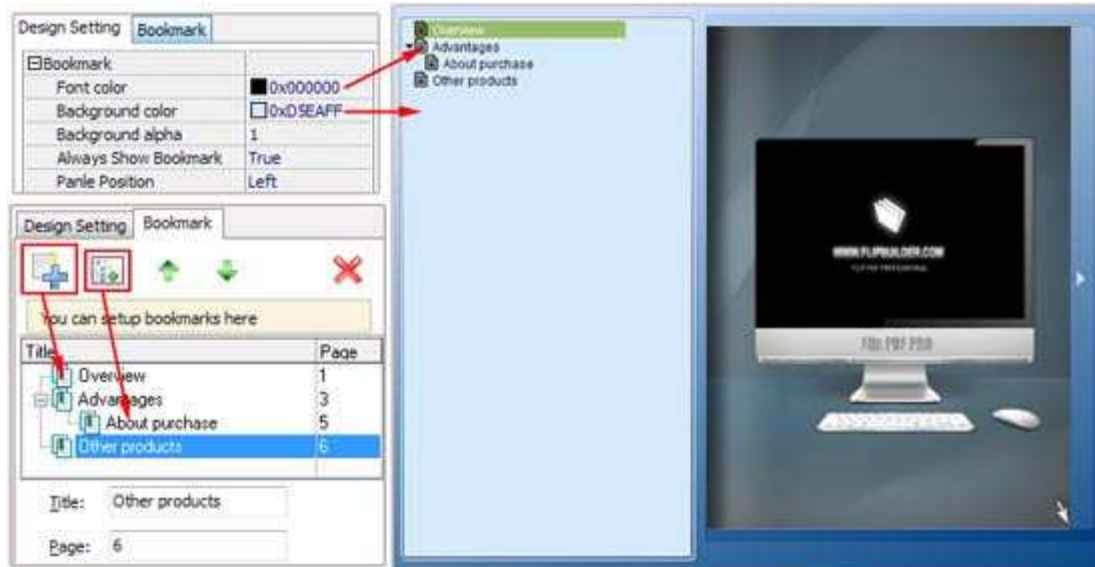 Design Setting Bookmark
Bookmark
Font color 0x000000
Background color 0xD5EAFF
Background alpha 1
Always Show Bookmark True
Panle Position Left
Design Setting Bookmark
You can setup bookmarks here
Title Page
Overview 1
Advantages 3
About purchase 5
Other products 6
Title: Other products
Page: 6
Overview
Advantages
About purchase
Other products
WWW.FLIPBUILDER.COM
FLIP PDF PRO